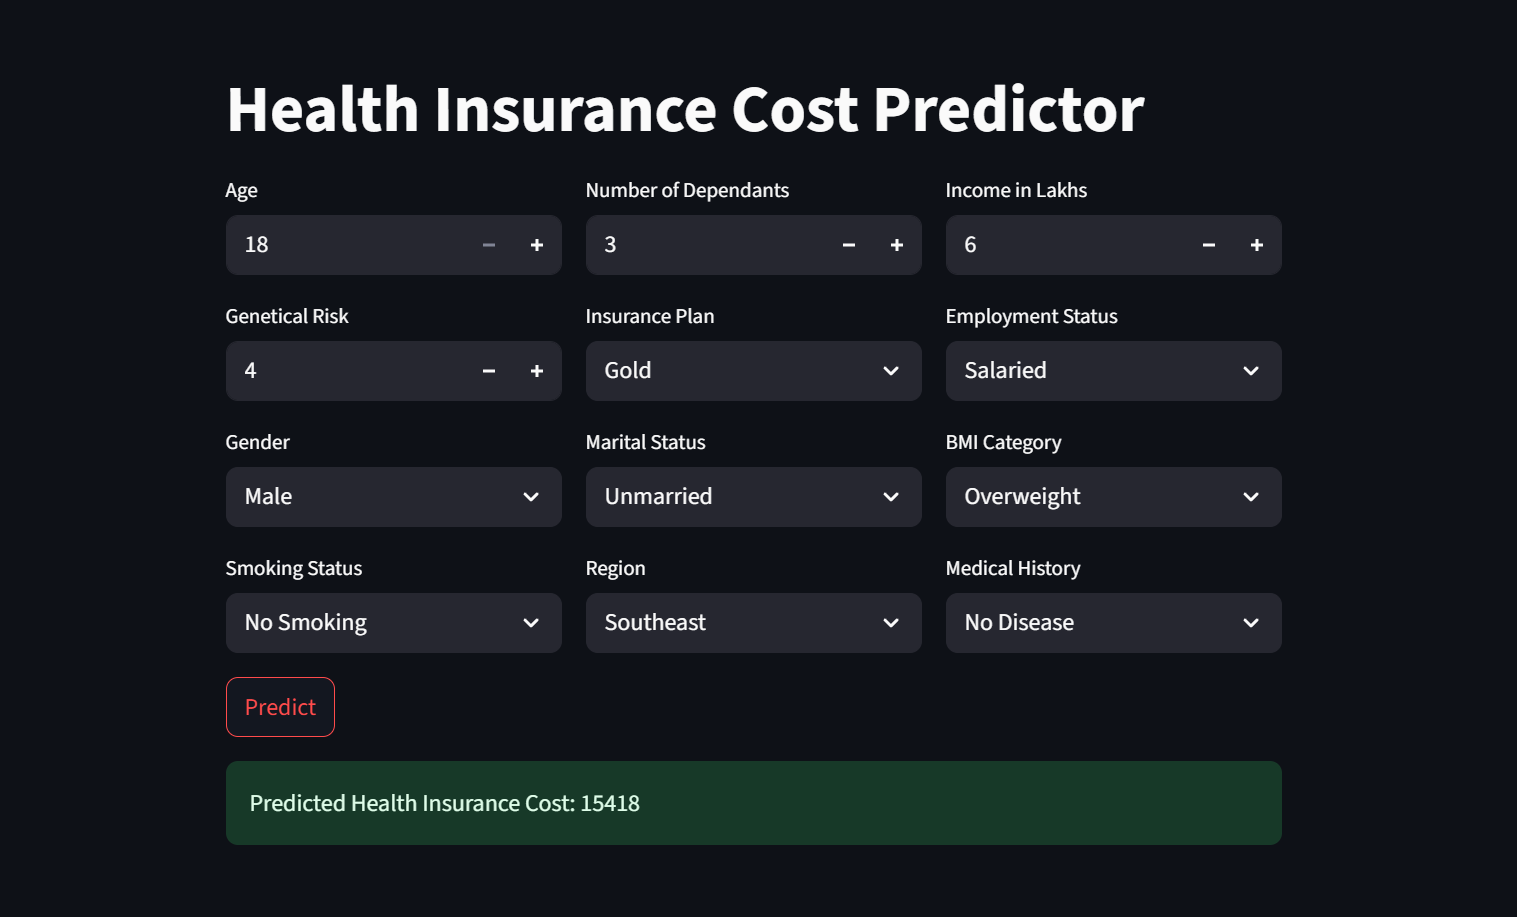 Health Insurance Cost Predictor
Age
Number of Dependants
Income in Lakhs
18
3
6
Genetical Risk
Insurance Plan
Employment Status
4
Gold
Salaried
Gender
Marital Status
BMI Category
Male
Unmarried
Overweight
Smoking Status
Region
Medical History
No Smoking
Southeast
No Disease
Predict
Predicted Health Insurance Cost: 15418